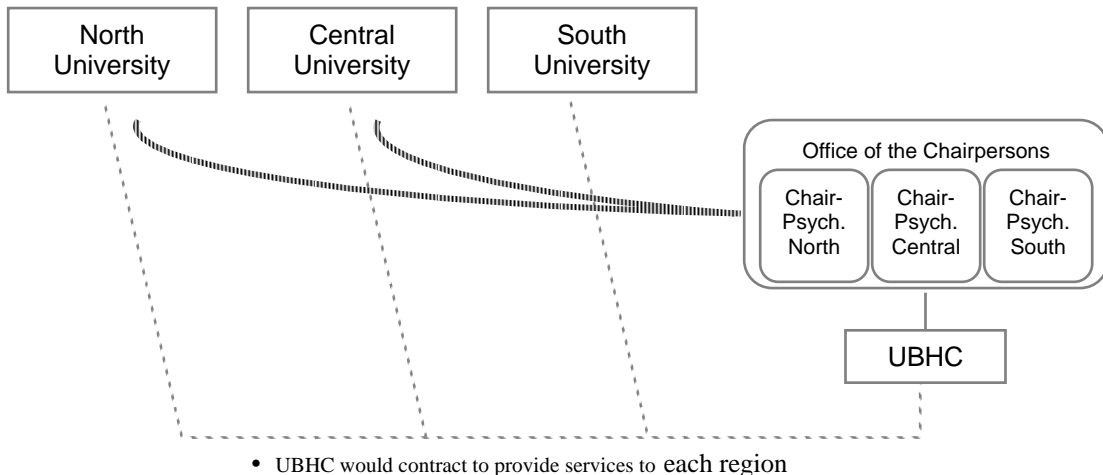 North
University
Central
University
South
University
Office of the Chairpersons
Chair-
Psych.
North
Chair-
Psych.
Central
Chair-
Psych.
South
UBHC
• UBHC would contract to provide services to each region